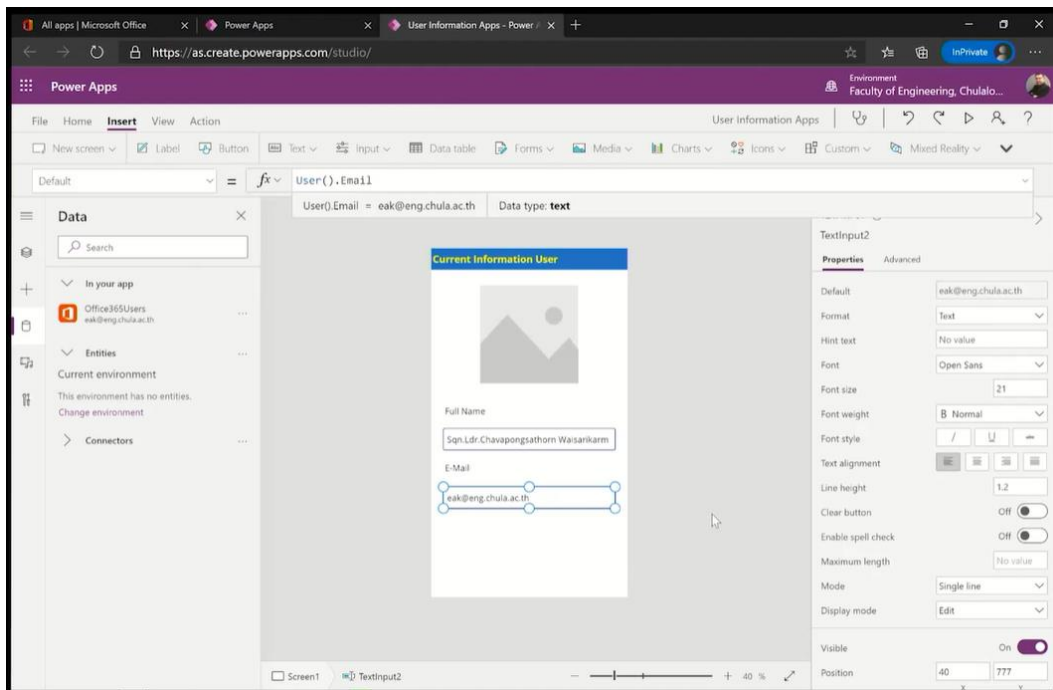 All apps | Microsoft Office
Power Apps
User Information Apps - Power A
https://as.create.powerapps.com/studio/
InPrivate
Power Apps
Environment
Faculty of Engineering, Chulalo...
File Home Insert View Action
User Information Apps
New screen Label Button Text Input Data table Forms Media Charts Icons Custom Mixed Reality
Default = fx User().Email
User().Email = eak@eng.chula.ac.th Data type: text
Data
Search
In your app
Office365Users
eak@eng.chula.ac.th
Entities
Current environment
This environment has no entities.
Change environment
Connectors
Current Information User
Full Name
Sqn.Ldr.Chavapongsathorn Waisarikarm
E-Mail
eak@eng.chula.ac.th
TextInput2
Properties Advanced
Default eak@eng.chula.ac.th
Format Text
Hint text No value
Font Open Sans
Font size 21
Font weight B Normal
Font style / U abc
Text alignment
Line height 1.2
Clear button Off
Enable spell check Off
Maximum length No value
Mode Single line
Display mode Edit
Visible On
Position 40 777
X Y
Screen1 TextInput2
40 %